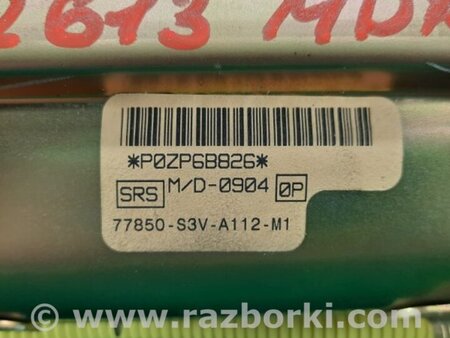 2613 MDX
*P0ZP6B826*
SRS M/D-0904 0P
77850-S3V-A112-M1
www.razborki.com